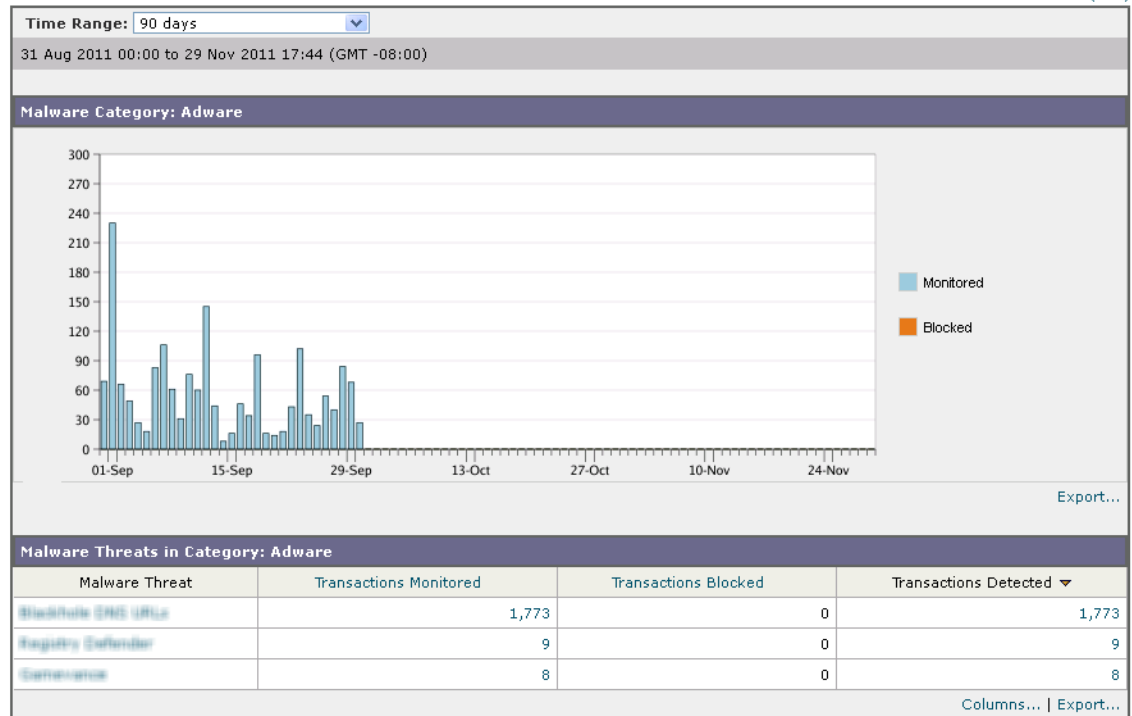 Time Range: 90 days
31 Aug 2011 00:00 to 29 Nov 2011 17:44 (GMT -08:00)
Malware Category: Adware
300
270
240
210
180
150
120
90
60
30
0
01-Sep 15-Sep 29-Sep 13-Oct 27-Oct 10-Nov 24-Nov
Monitored
Blocked
Export...
Malware Threats in Category: Adware
Malware Threat Transactions Monitored Transactions Blocked Transactions Detected
1,773 0 1,773
9 0 9
8 0 8
Columns... | Export...